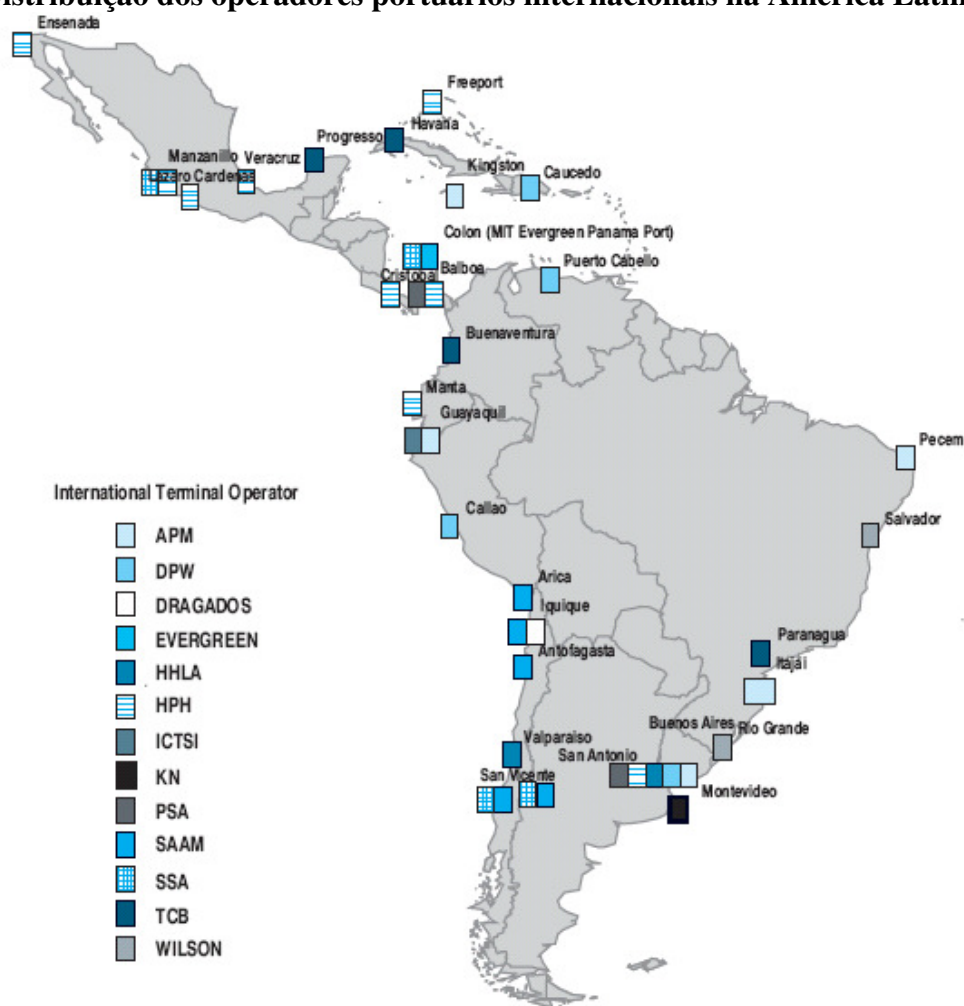 stribuição dos operadores portuários internacionais na América Latin
Ensenada
Freeport
Havana
Progresso
Manzanillo
Veracruz
Kingston
Caucedo
Lazaro Cardenas
Colon (MIT Evergreen Panama Port)
Balboa
Puerto Cabello
Cristobal
Buenaventura
Manta
Guayaquil
Pecem
International Terminal Operator
Callao
Salvador
APM
DPW
Arica
DRAGADOS
Iquique
EVERGREEN
Paranagua
Antofagasta
Itajai
HHLA
HPH
Buenos Aires
Rio Grande
ICTSI
Valparaiso
San Antonio
KN
San Vicente
Montevideo
PSA
SAAM
SSA
TCB
WILSON